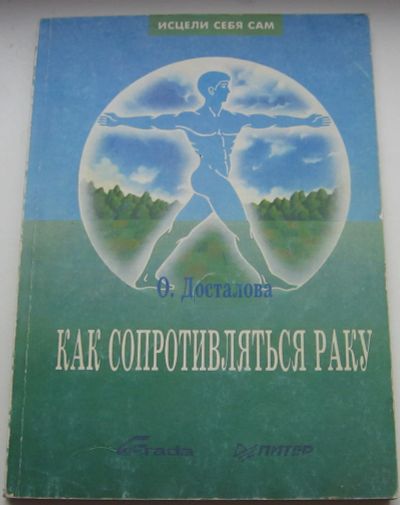 ИСЦЕЛИ СЕБЯ САМ
О. Досталова
КАК СОПРОТИВЛЯТЬСЯ РАКУ
Grada ПИТЕР